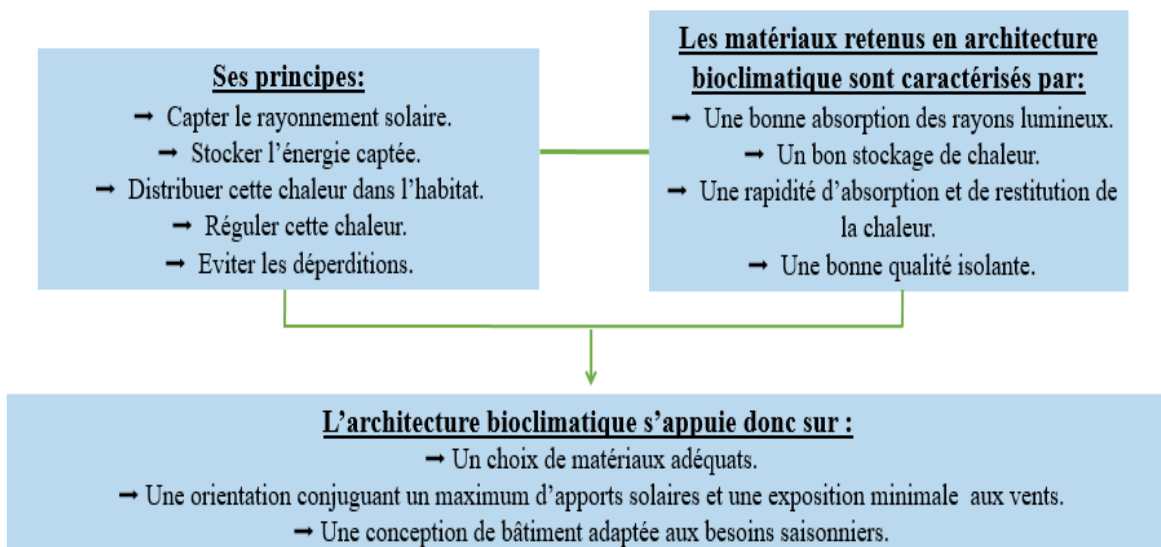 Ses principes:
→ Capter le rayonnement solaire.
→ Stocker l’énergie captée.
→ Distribuer cette chaleur dans l’habitat.
→ Réguler cette chaleur.
→ Eviter les déperditions.
Les matériaux retenus en architecture
bioclimatique sont caractérisés par:
→ Une bonne absorption des rayons lumineux.
→ Un bon stockage de chaleur.
→ Une rapidité d’absorption et de restitution de
la chaleur.
→ Une bonne qualité isolante.
L’architecture bioclimatique s’appuie donc sur :
→ Un choix de matériaux adéquats.
→ Une orientation conjuguant un maximum d’apports solaires et une exposition minimale aux vents.
→ Une conception de bâtiment adaptée aux besoins saisonniers.